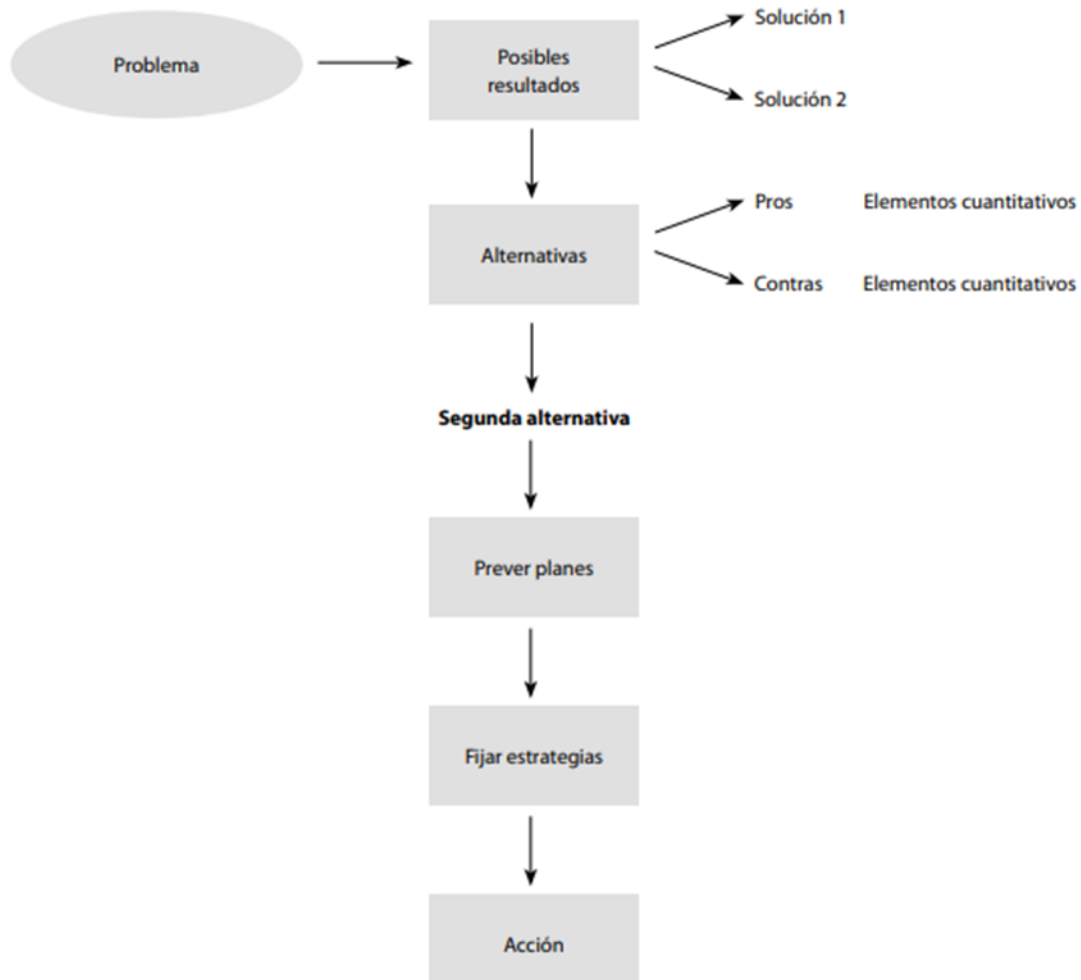 Problema
Posibles
resultados
Solución 1
Solución 2
Alternativas
Pros Elementos cuantitativos
Contras Elementos cuantitativos
Segunda alternativa
Prever planes
Fijar estrategias
Acción